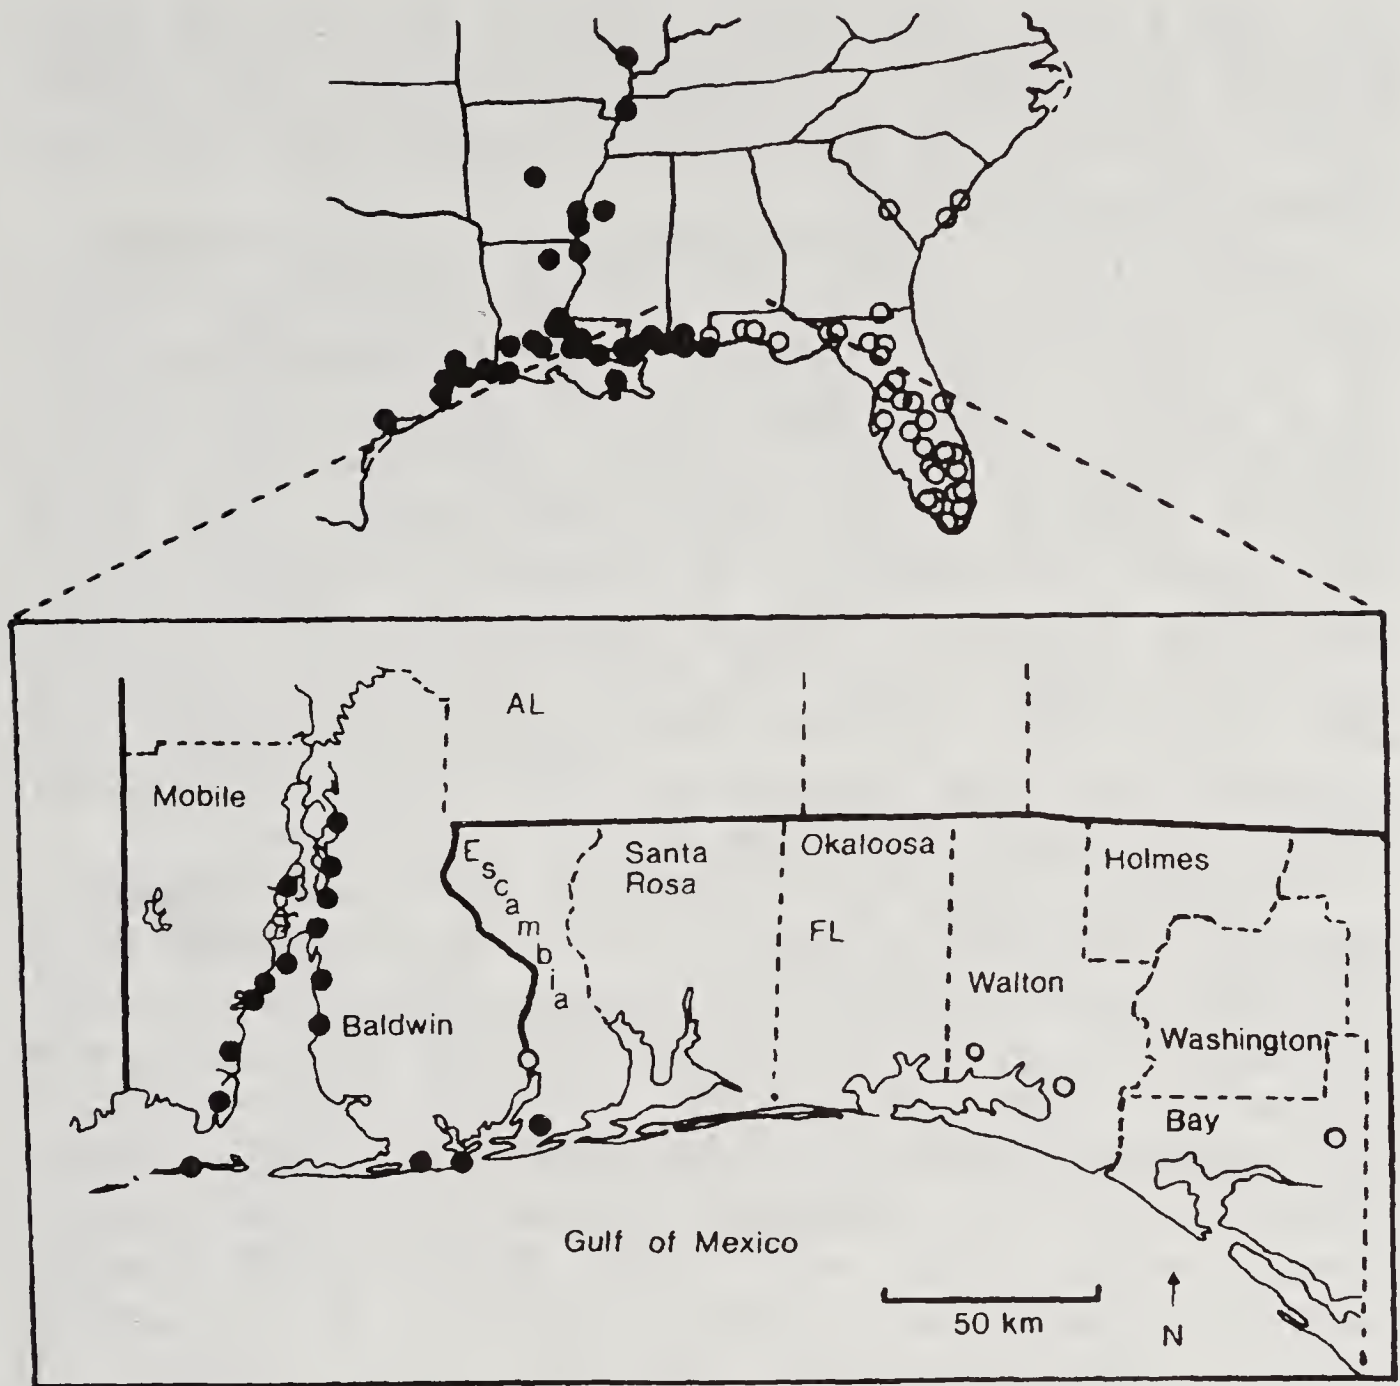 AL
Mobile
Escambia
Santa
Rosa
Okaloosa
Holmes
FL
Walton
Baldwin
Washington
Bay
Gulf of Mexico
50 km
N